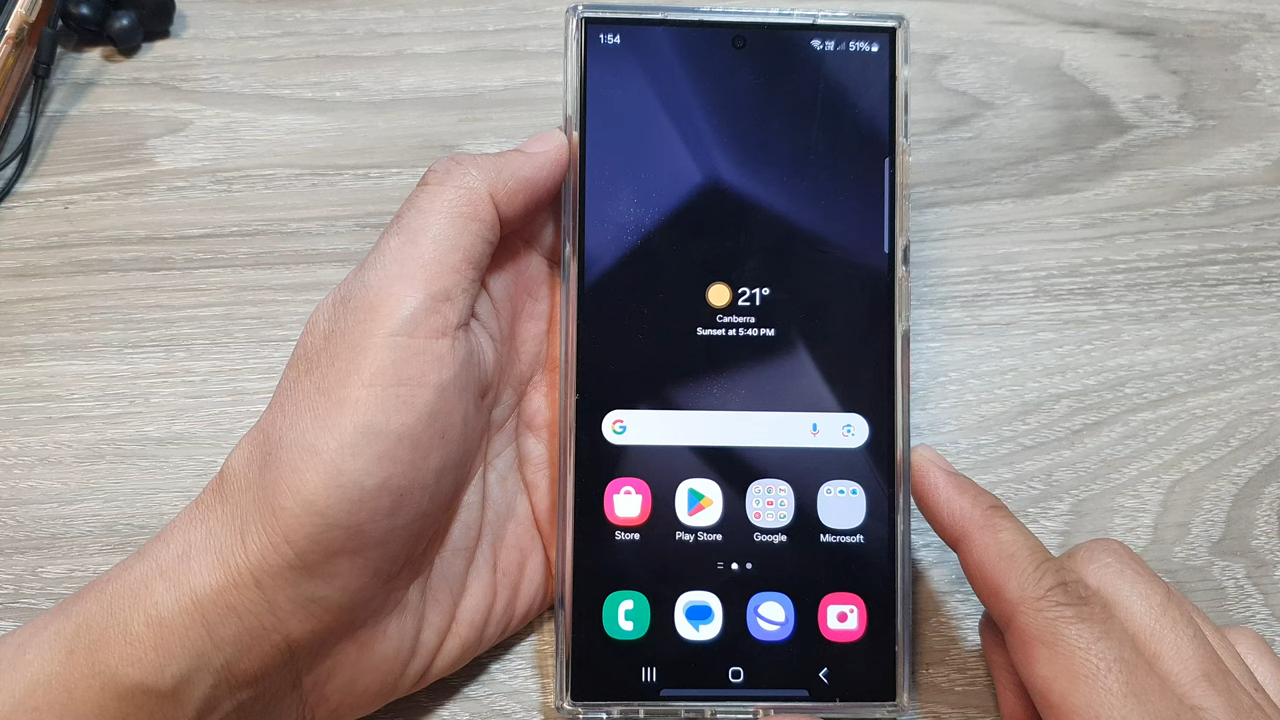 1:54
51%
21°
Canberra
Sunset at 5:40 PM
Store
Play Store
Google
Microsoft